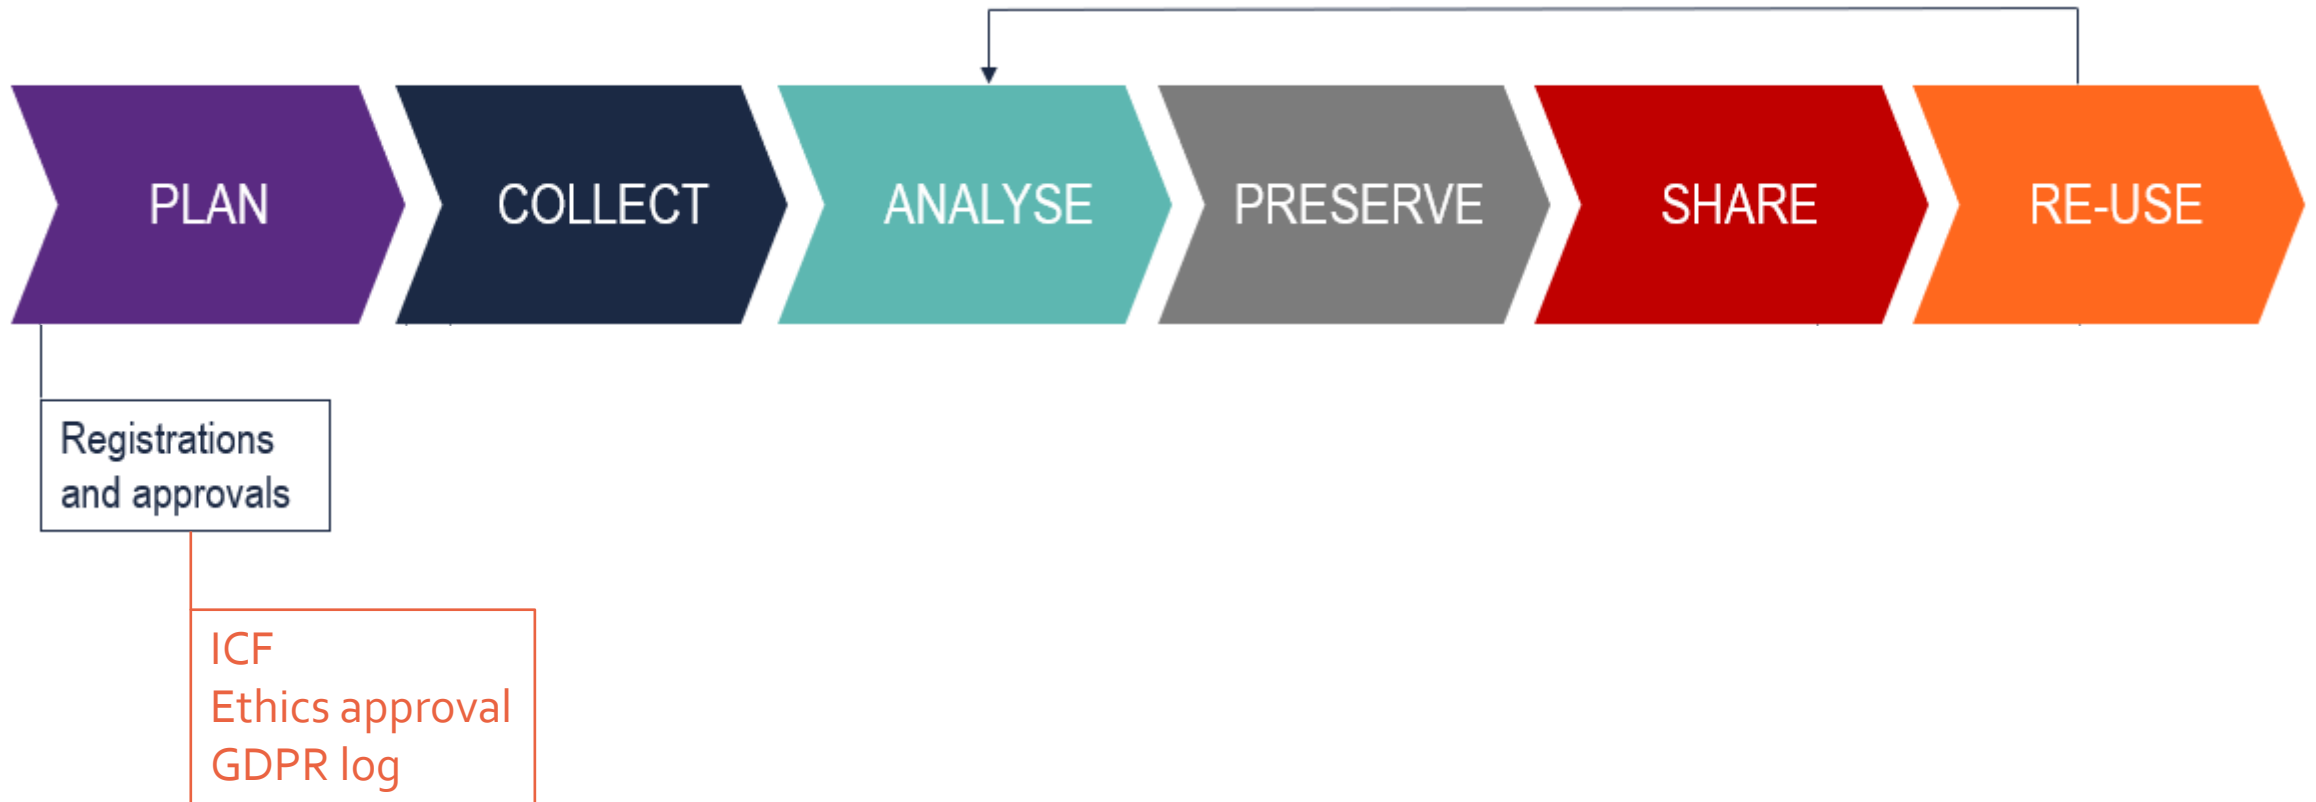 PLAN
COLLECT
ANALYSE
PRESERVE
SHARE
RE-USE
Registrations
and approvals
ICF
Ethics approval
GDPR log